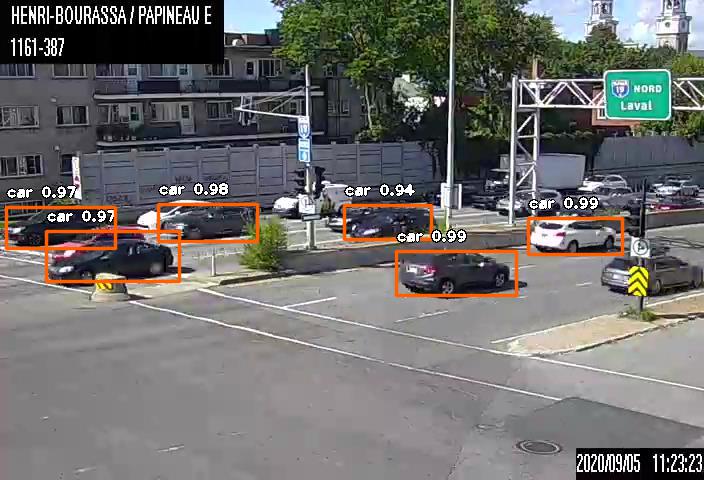 HENRI-BOURASSA / PAPINEAU E
1161-387
19 NORD
Laval
car 0.97
car 0.98
car 0.94
car 0.97
car 0.99
car 0.99
2020/09/05 11:23:23